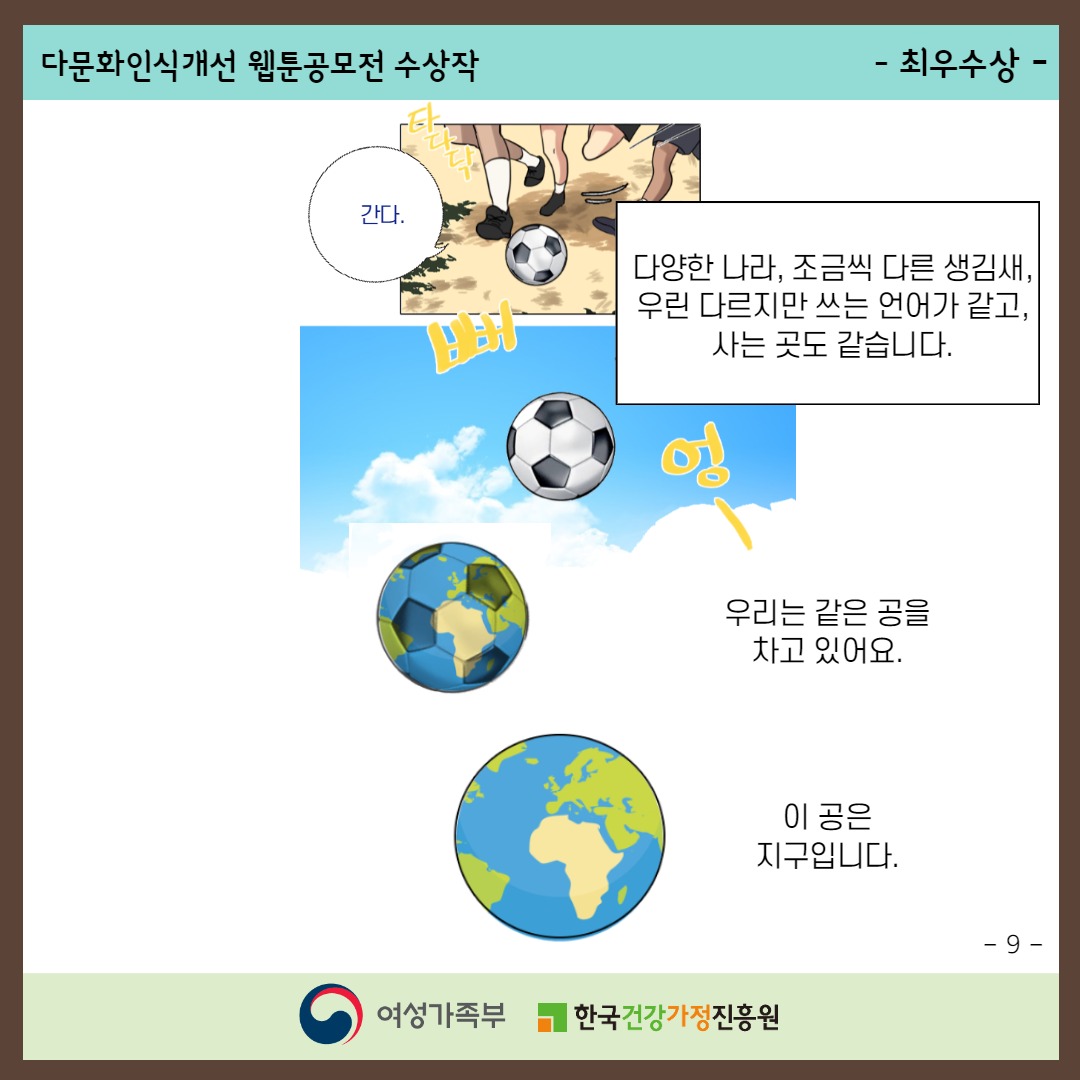 다문화인식개선 웹툰공모전 수상작
- 최우수상 -
타
다
닥
간다.
다양한 나라, 조금씩 다른 생김새,
우린 다르지만 쓰는 언어가 같고,
사는 곳도 같습니다.
뻐
엉
우리는 같은 공을
차고 있어요.
이 공은
지구입니다.
- 9 -
여성가족부
한국건강가정진흥원